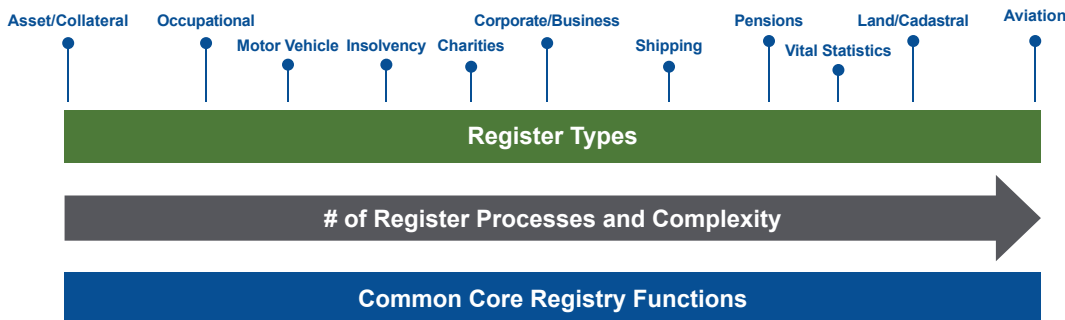 Asset/Collateral
Occupational
Motor Vehicle
Insolvency
Charities
Corporate/Business
Shipping
Pensions
Vital Statistics
Land/Cadastral
Aviation
Register Types
# of Register Processes and Complexity
Common Core Registry Functions